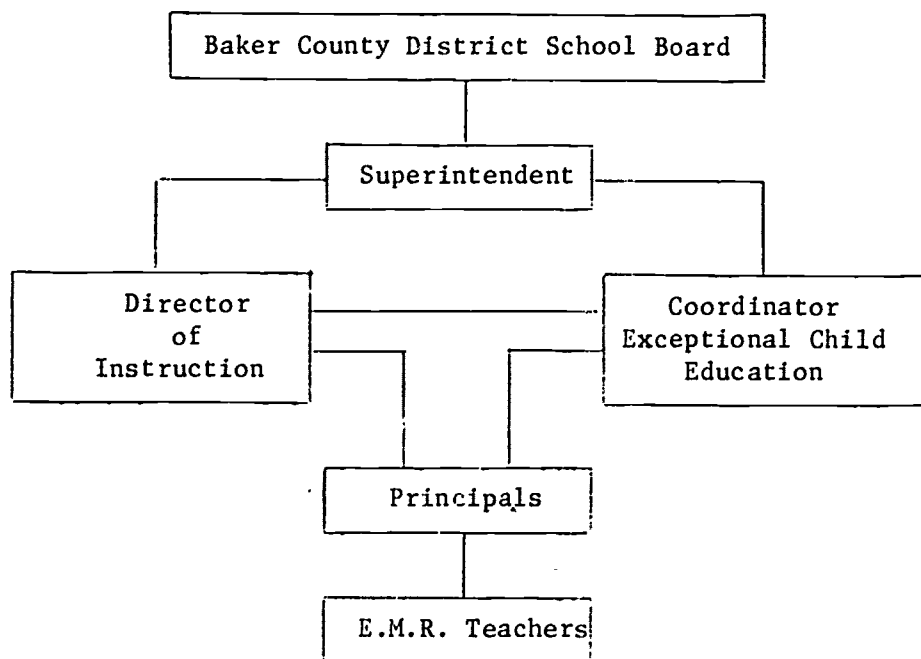 Baker County District School Board
Superintendent
Director
of
Instruction
Coordinator
Exceptional Child
Education
Principals
E.M.R. Teachers